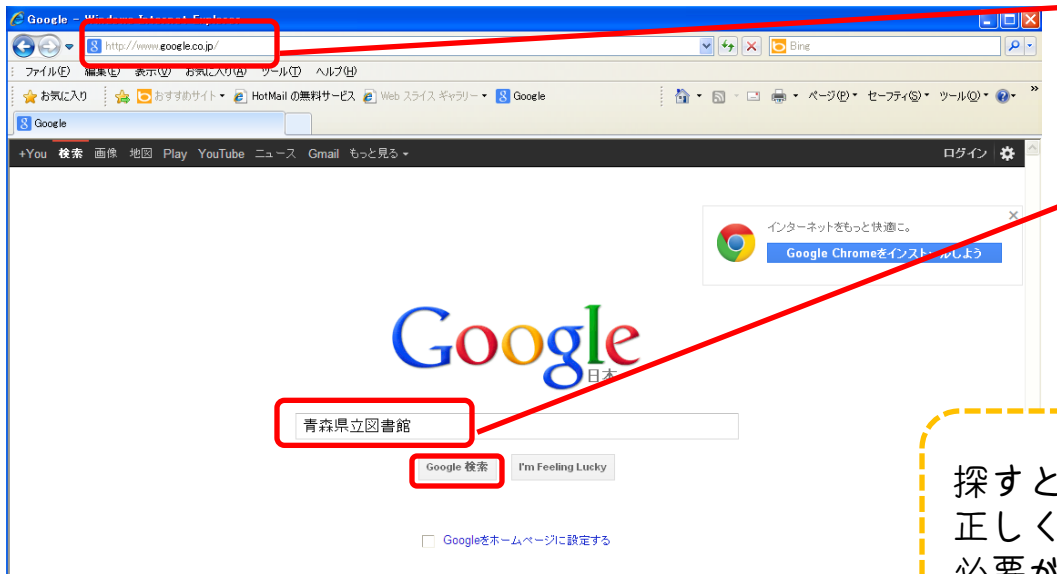 Google - Windows Internet Explorer
http://www.google.co.jp/
Bing
ファイル(F) 編集(E) 表示(V) お気に入り(A) ツール(T) ヘルプ(H)
お気に入り おすすめサイト HotMail の無料サービス Web スライス ギャラリー Google ページ(P) セーフティ(S) ツール(O)
Google
+You 検索 画像 地図 Play YouTube ニュース Gmail もっと見る ログイン
インターネットをもっと快適に。
Google Chromeをインストールしよう
Google
日本
青森県立図書館
Google 検索 I'm Feeling Lucky
Googleをホームページに設定する
探すと
正しく
必要が